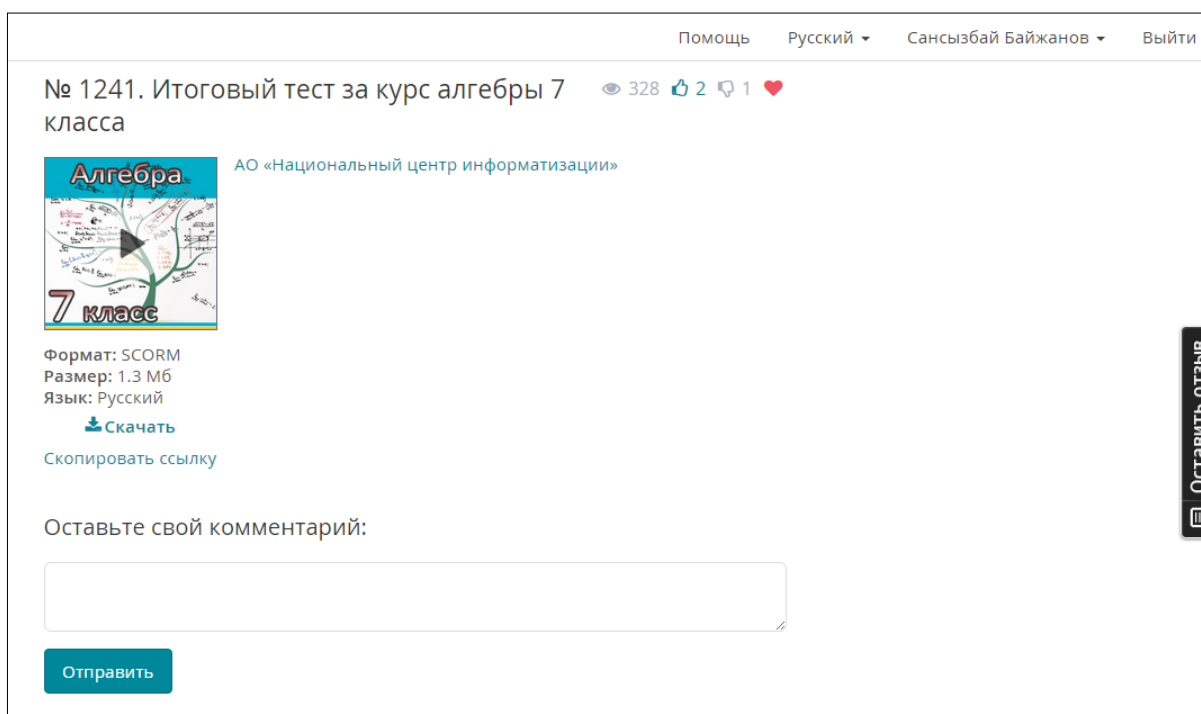 Помощь Русский Сансызбай Байжанов Выйти
№ 1241. Итоговый тест за курс алгебры 7
класса
328 2 1
Алгебра
7 класс
АО «Национальный центр информатизации»
Формат: SCORM
Размер: 1.3 Мб
Язык: Русский
Скачать
Скопировать ссылку
Оставить отзыв
Оставьте свой комментарий:
Отправить